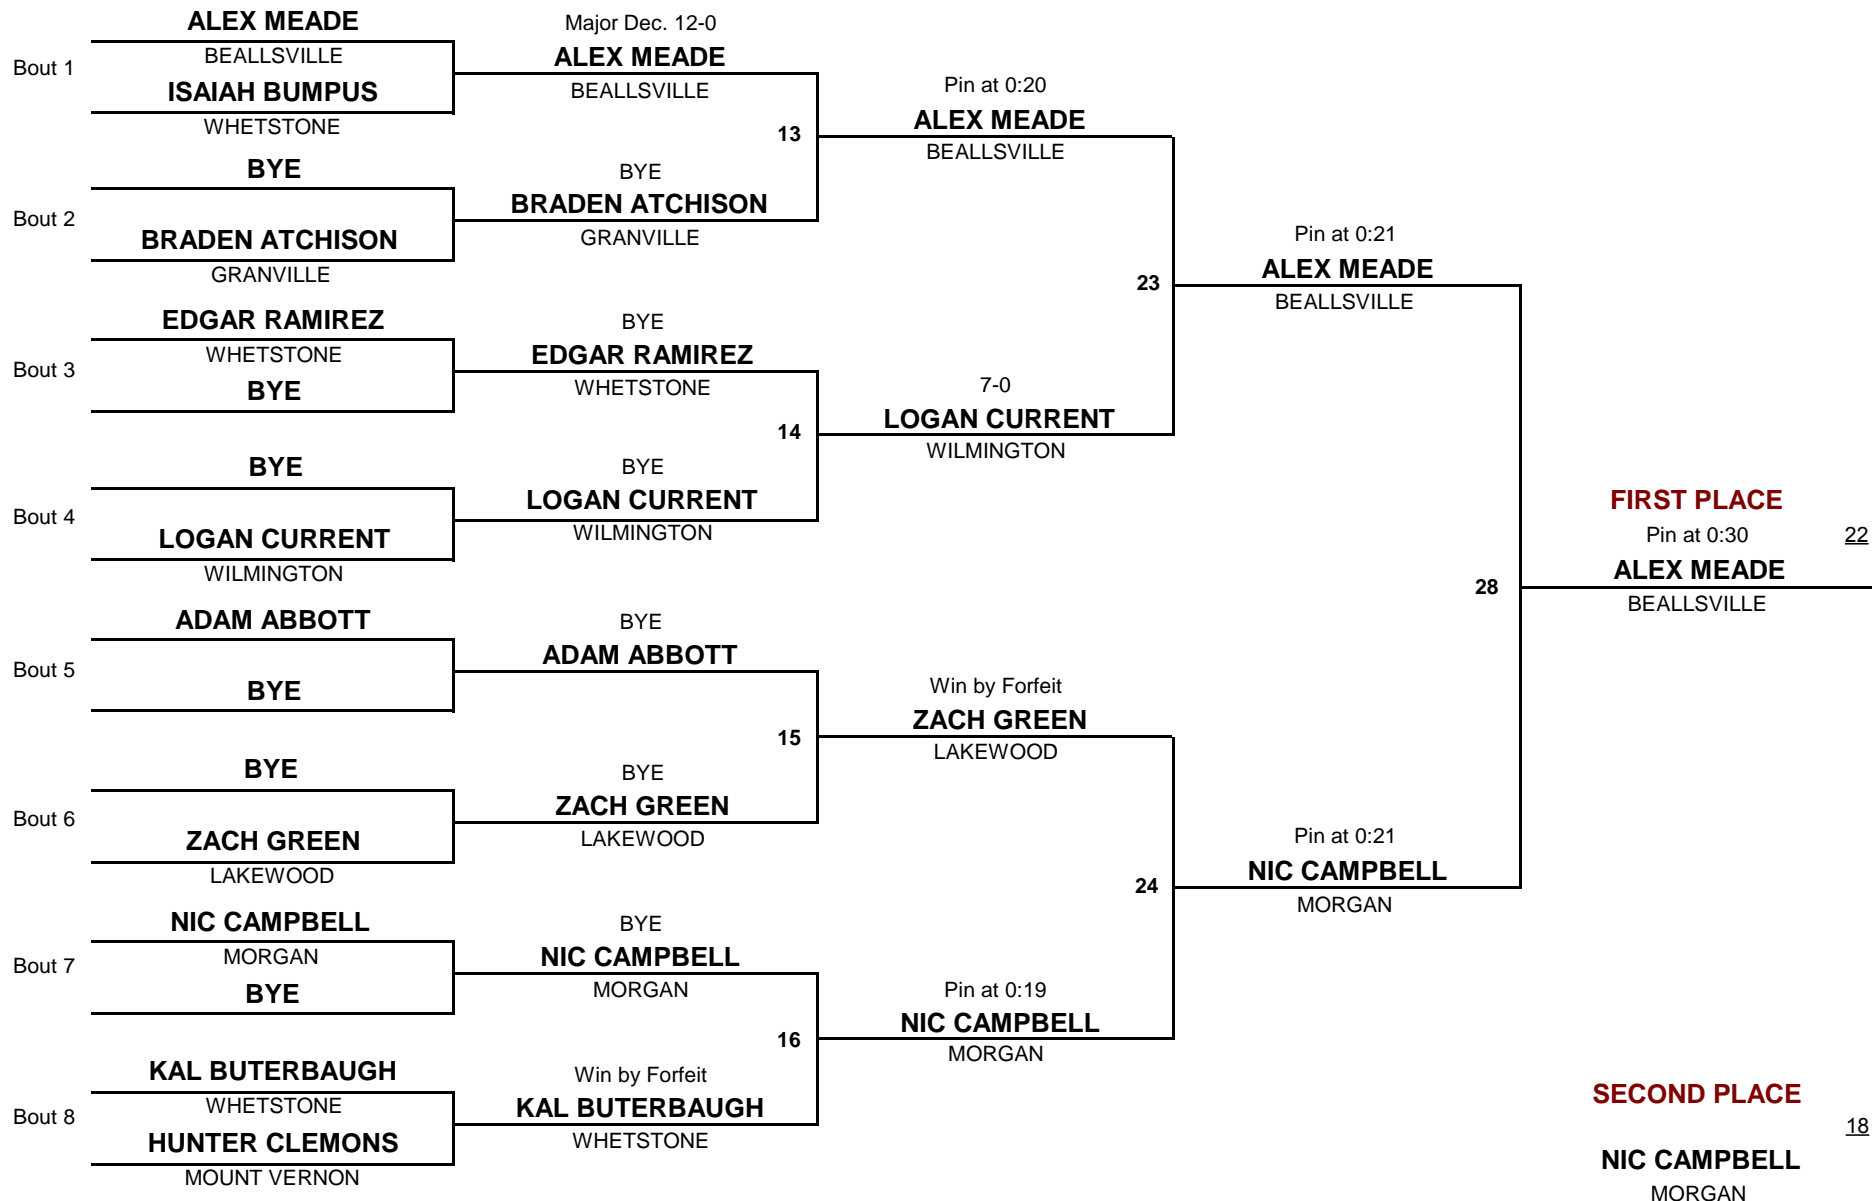 ALEX MEADE
Bout 1
BEALLSVILLE
ISAIAH BUMPUS
WHETSTONE
BYE
Bout 2
BRADEN ATCHISON
GRANVILLE
EDGAR RAMIREZ
WHETSTONE
Bout 3
BYE
BYE
Bout 4
LOGAN CURRENT
WILMINGTON
ADAM ABBOTT
Bout 5
BYE
BYE
Bout 6
ZACH GREEN
LAKEWOOD
NIC CAMPBELL
MORGAN
Bout 7
BYE
KAL BUTERBAUGH
WHETSTONE
Bout 8
HUNTER CLEMONS
MOUNT VERNON
Major Dec. 12-0
ALEX MEADE
BEALLSVILLE
13
BYE
BRADEN ATCHISON
GRANVILLE
BYE
EDGAR RAMIREZ
WHETSTONE
14
BYE
LOGAN CURRENT
WILMINGTON
BYE
ADAM ABBOTT
15
BYE
ZACH GREEN
LAKEWOOD
BYE
NIC CAMPBELL
MORGAN
16
Win by Forfeit
KAL BUTERBAUGH
WHETSTONE
Pin at 0:20
ALEX MEADE
BEALLSVILLE
23
7-0
LOGAN CURRENT
WILMINGTON
Win by Forfeit
ZACH GREEN
LAKEWOOD
24
Pin at 0:19
NIC CAMPBELL
MORGAN
Pin at 0:21
ALEX MEADE
BEALLSVILLE
28
Pin at 0:21
NIC CAMPBELL
MORGAN
FIRST PLACE
Pin at 0:30 22
ALEX MEADE
BEALLSVILLE
SECOND PLACE
18
NIC CAMPBELL
MORGAN